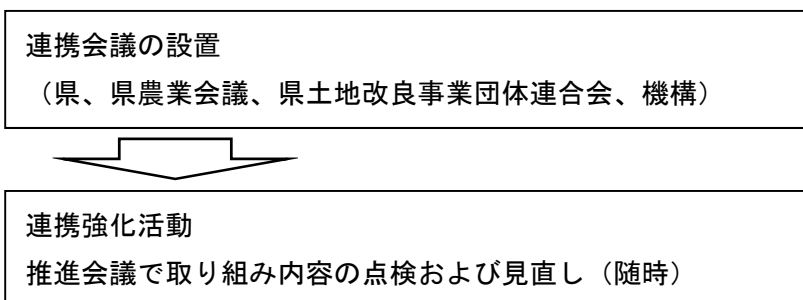 連携会議の設置
（県、県農業会議、県土地改良事業団体連合会、機構）
連携強化活動
推進会議で取り組み内容の点検および見直し（随時）